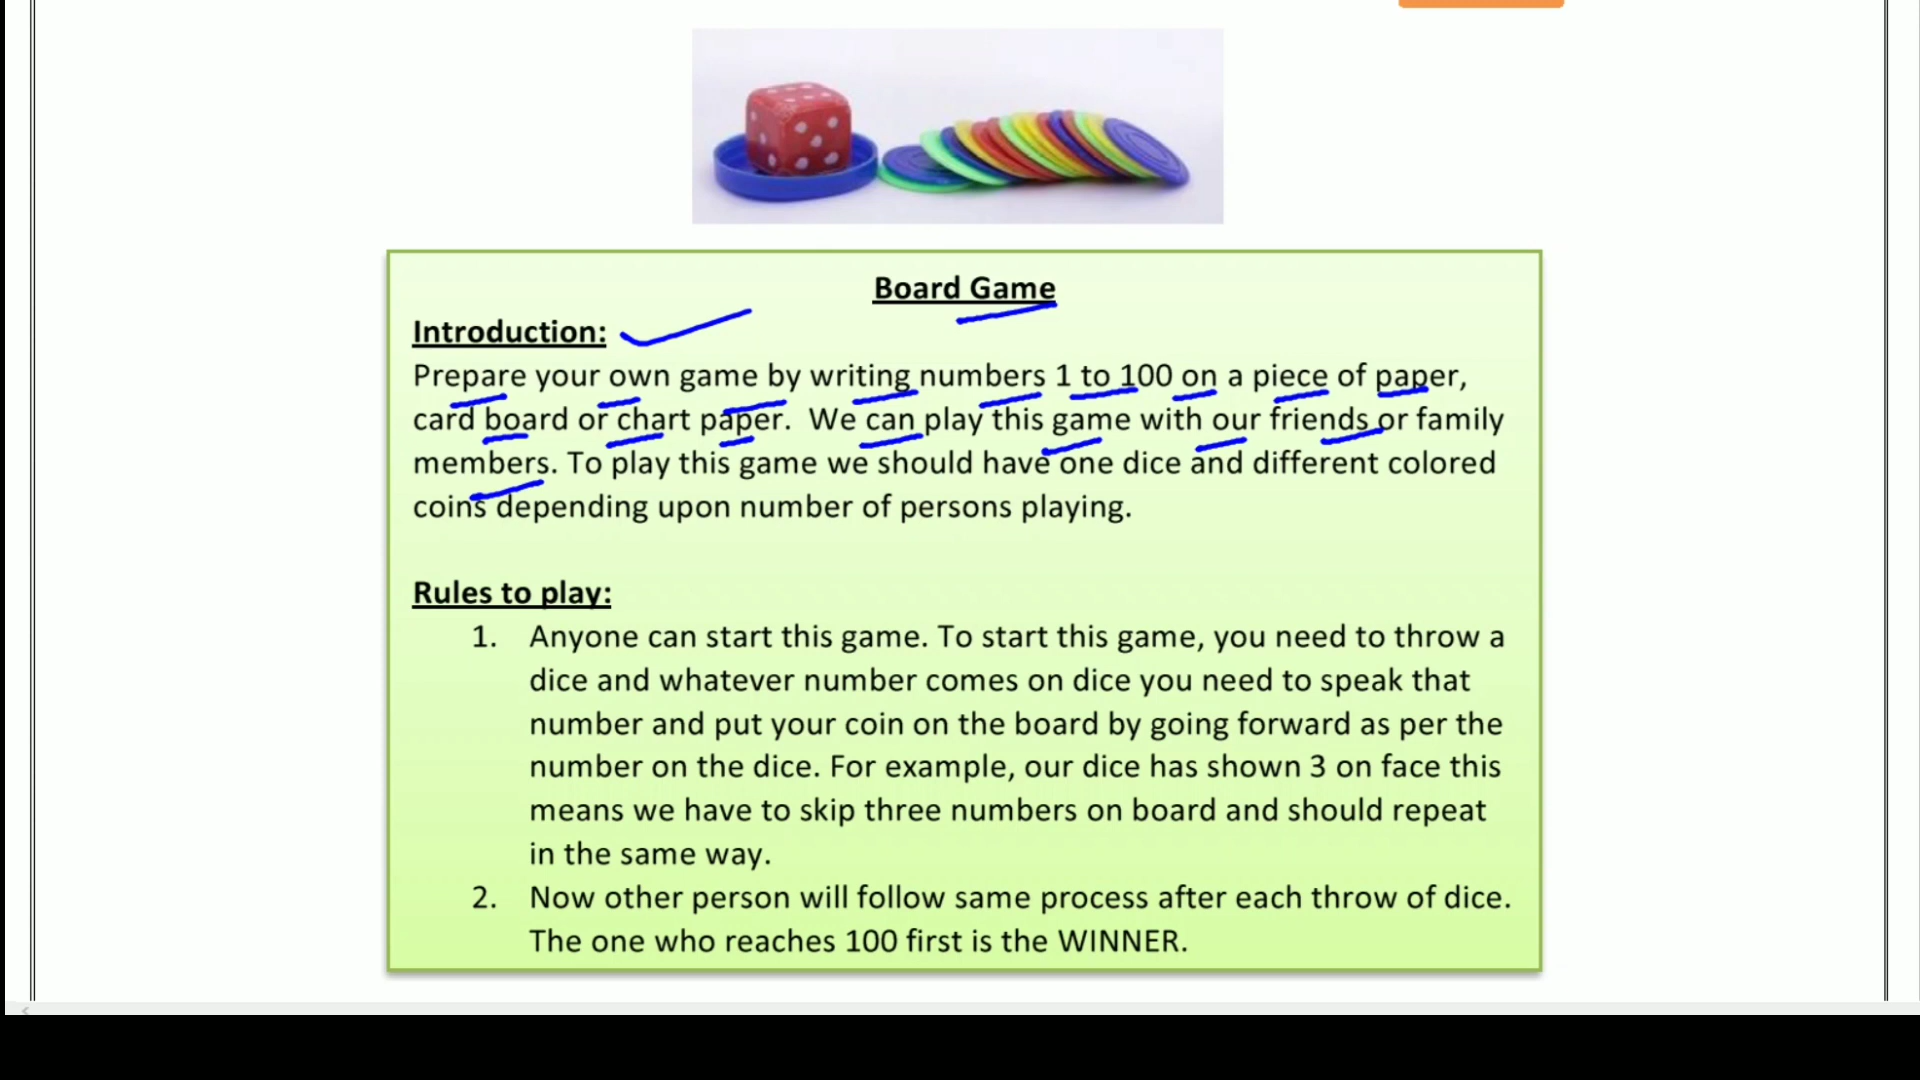 Board Game
Introduction:
Prepare your own game by writing numbers 1 to 100 on a piece of paper,
card board or chart paper.  We can play this game with our friends or family
members. To play this game we should have one dice and different colored
coins depending upon number of persons playing.
Rules to play:
1. Anyone can start this game. To start this game, you need to throw a
dice and whatever number comes on dice you need to speak that
number and put your coin on the board by going forward as per the
number on the dice. For example, our dice has shown 3 on face this
means we have to skip three numbers on board and should repeat
in the same way.
2. Now other person will follow same process after each throw of dice.
The one who reaches 100 first is the WINNER.